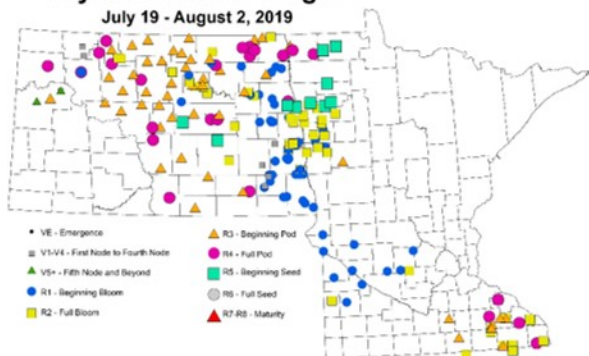 July 19 - August 2, 2019
VE - Emergence
V1-V4 - First Node to Fourth Node
V5+ - Fifth Node and Beyond
R1 - Beginning Bloom
R2 - Full Bloom
R3 - Beginning Pod
R4 - Full Pod
R5 - Beginning Seed
R6 - Full Seed
R7-R8 - Maturity